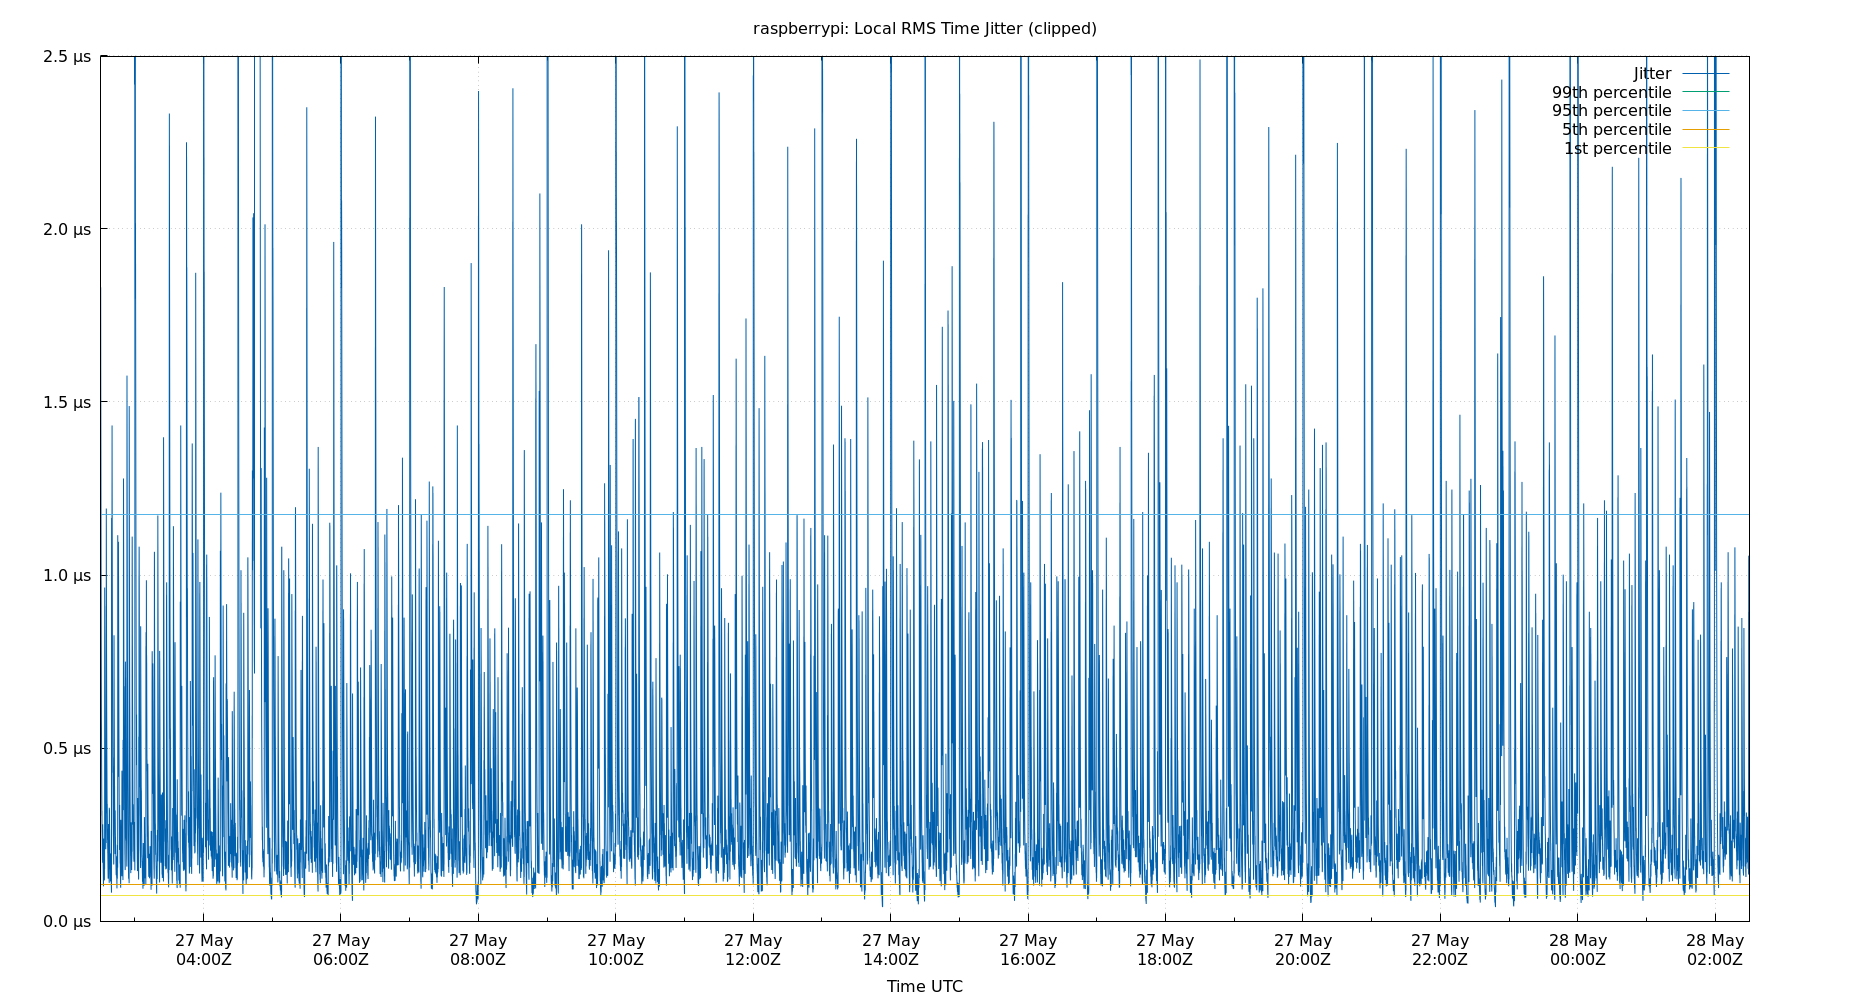 raspberrypi: Local RMS Time Jitter (clipped)
2.5 µs
2.0 µs
1.5 µs
1.0 µs
0.5 µs
0.0 µs
Jitter
99th percentile
95th percentile
5th percentile
1st percentile
27 May 27 May 27 May 27 May 27 May 27 May 27 May 27 May 27 May 27 May 28 May 28 May
04:00Z 06:00Z 08:00Z 10:00Z 12:00Z 14:00Z 16:00Z 18:00Z 20:00Z 22:00Z 00:00Z 02:00Z
Time UTC